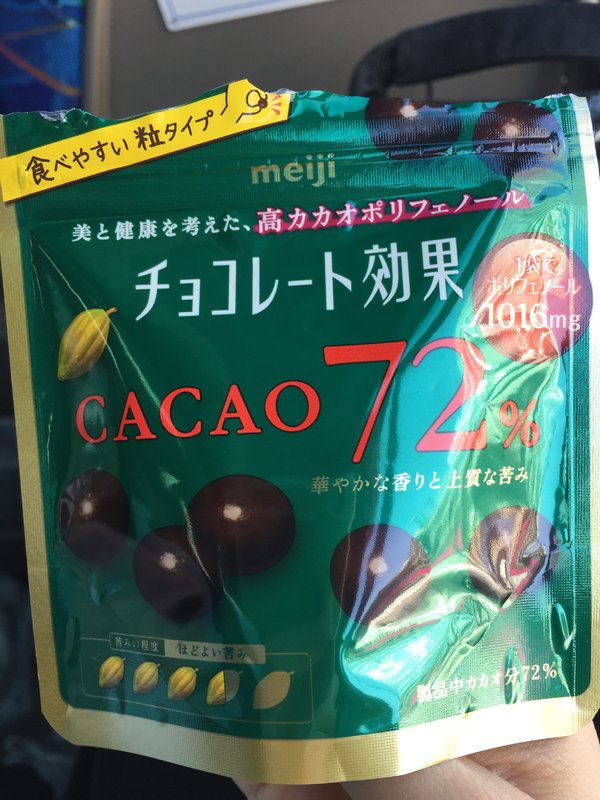 食べやすい 粒タイプ
meiji
美と健康を考えた、高カカオポリフェノール
チョコレート効果
1袋で
ポリフェノール
1016mg
CACAO 72%
華やかな香りと上質な苦み
苦みの程度 ほどよい苦み
製品中カカオ分72%